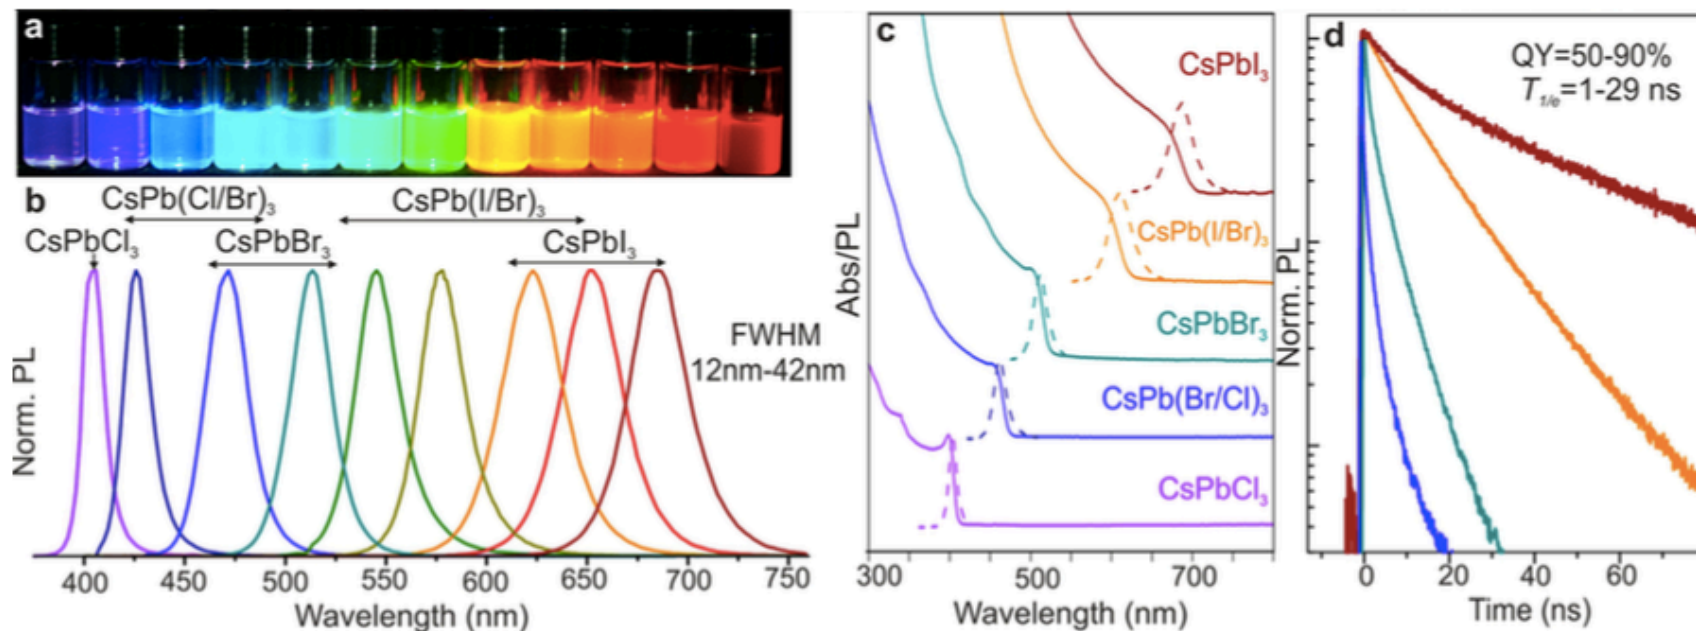 a
b
CsPb(Cl/Br)3
CsPb(I/Br)3
CsPbCl3
CsPbBr3
CsPbI3
FWHM
12nm-42nm
Norm. PL
400 450 500 550 600 650 700 750
Wavelength (nm)
c
CsPbI3
CsPb(I/Br)3
CsPbBr3
CsPb(Br/Cl)3
CsPbCl3
Abs/PL
300 500 700
Wavelength (nm)
d
QY=50-90%
T1/e=1-29 ns
Norm. PL
0 20 40 60
Time (ns)